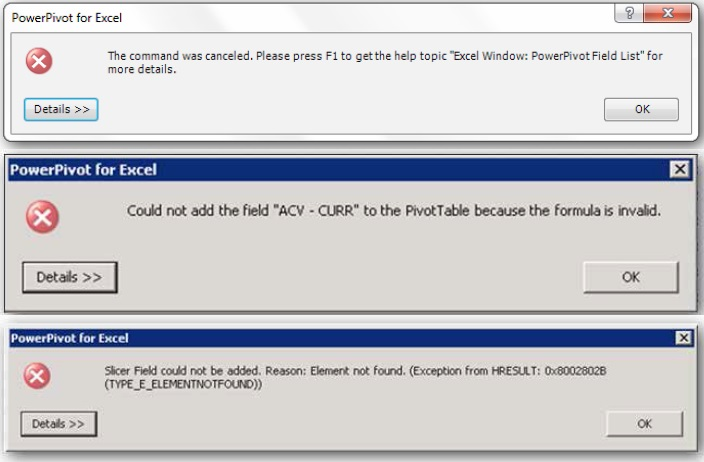 PowerPivot for Excel
The command was canceled. Please press F1 to get the help topic "Excel Window: PowerPivot Field List" for
more details.
Details >>
OK
PowerPivot for Excel
Could not add the field "ACV - CURR" to the PivotTable because the formula is invalid.
Details >>
OK
PowerPivot for Excel
Slicer Field could not be added. Reason: Element not found. (Exception from HRESULT: 0x8002802B
(TYPE_E_ELEMENTNOTFOUND))
Details >>
OK